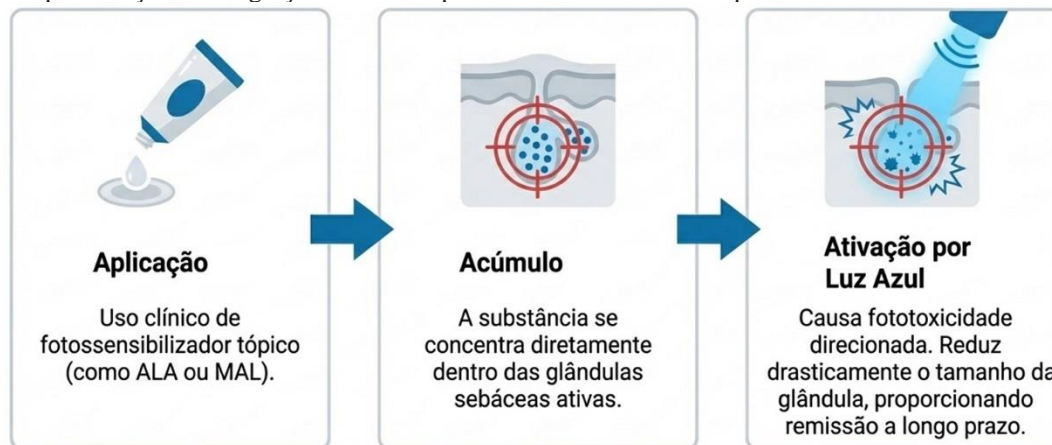 Aplicação
Uso clínico de
fotossensibilizador tópico
(como ALA ou MAL).
Acúmulo
A substância se
concentra diretamente
dentro das glândulas
sebáceas ativas.
Ativação por
Luz Azul
Causa fototoxicidade
direcionada. Reduz
drasticamente o tamanho da
glândula, proporcionando
remissão a longo prazo.